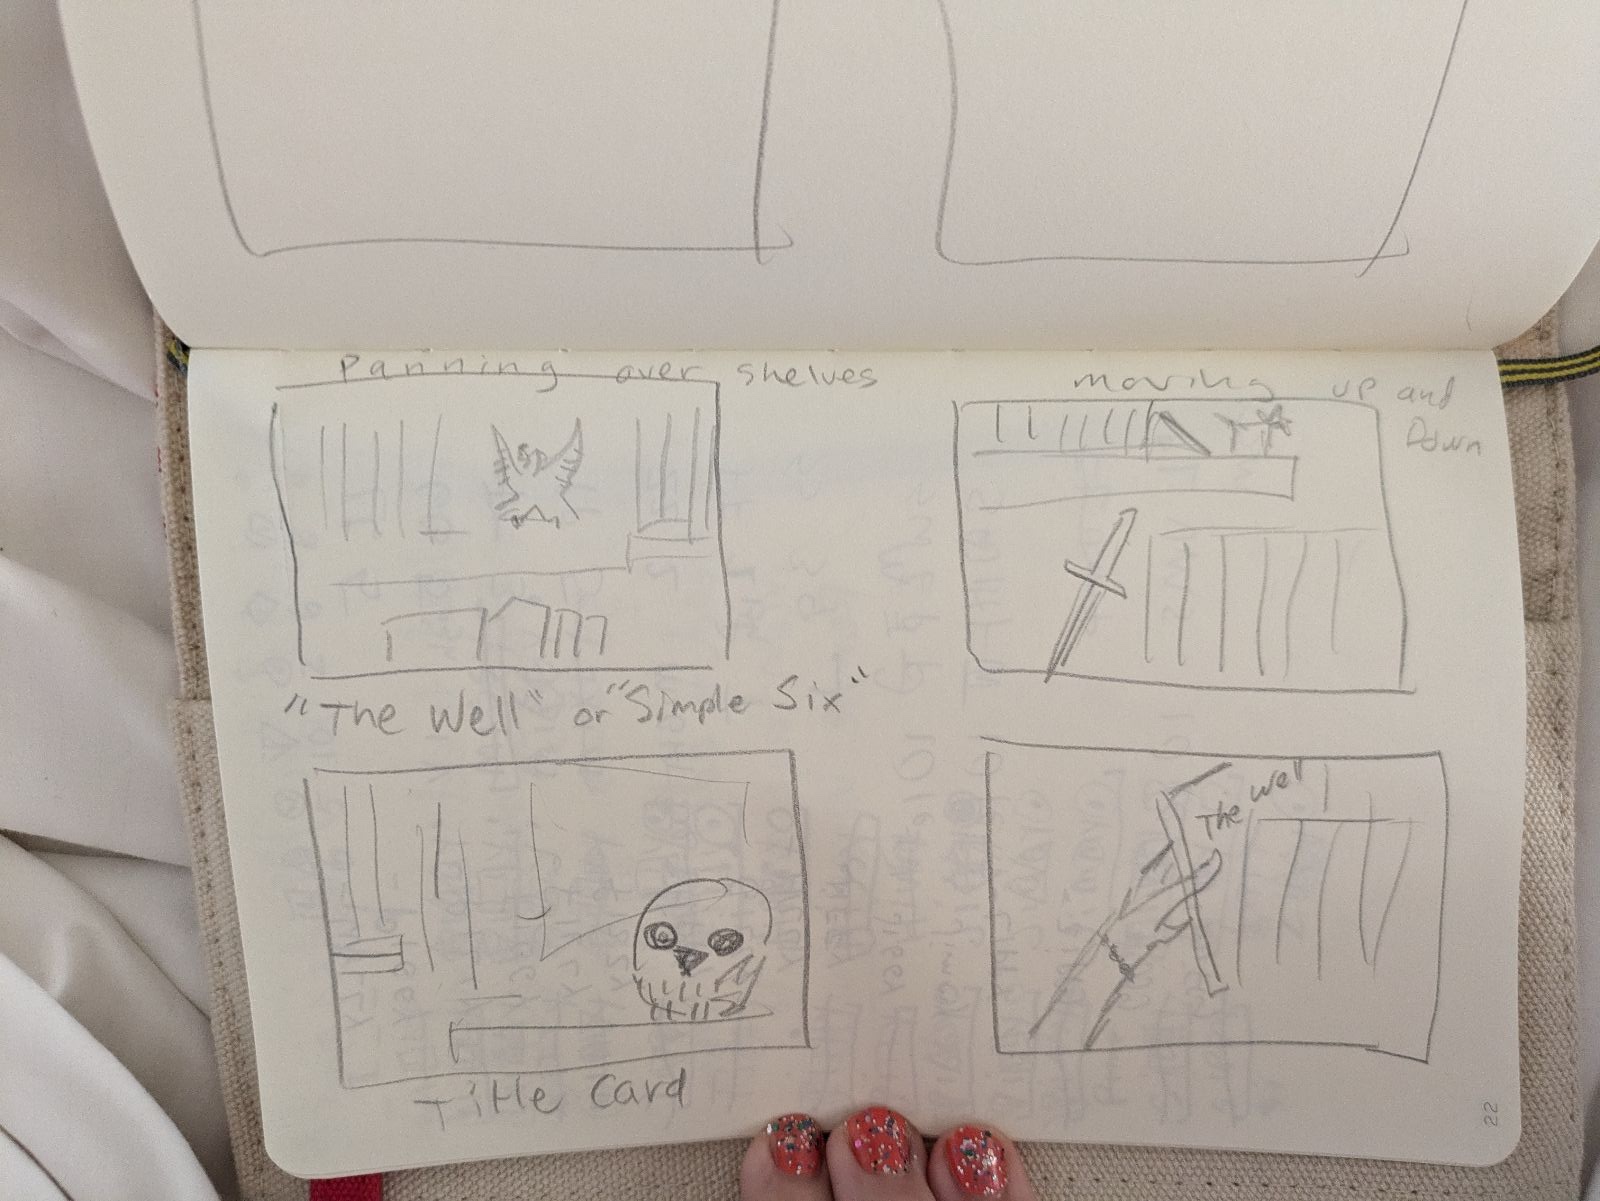 Panning over shelves
moving up and
Down
"The Well" or "Simple Six"
The Well
Title Card
22